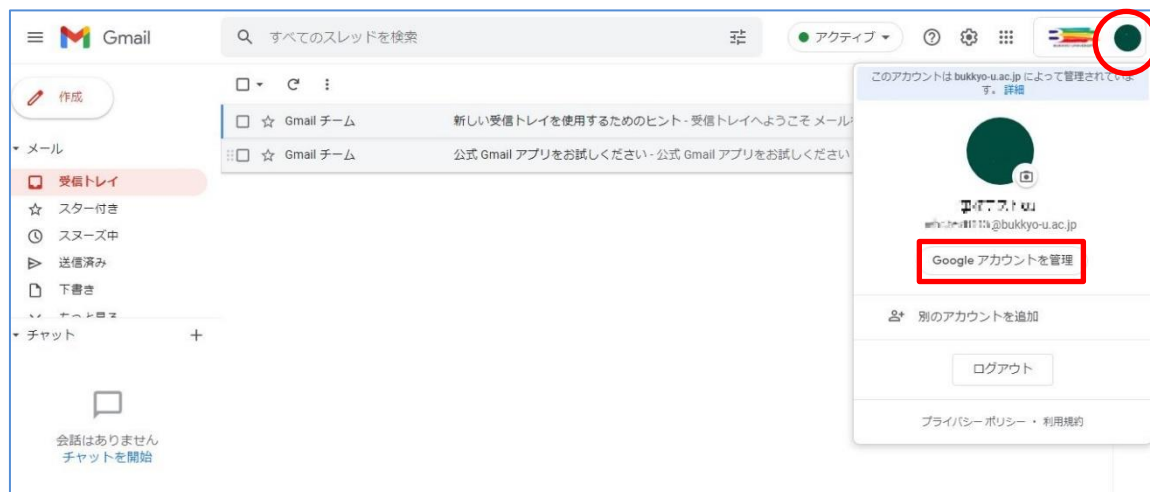 Gmail
すべてのスレッドを検索
アクティブ
作成
メール
受信トレイ
スター付き
スヌーズ中
送信済み
下書き
チャット
会話はありません
チャットを開始
Gmail チーム
新しい受信トレイを使用するためのヒント - 受信トレイへようこそ メール
Gmail チーム
公式 Gmail アプリをお試しください - 公式 Gmail アプリをお試しください
このアカウントは bukkyo-u.ac.jp によって管理されていま
す。 詳細
@bukkyo-u.ac.jp
Google アカウントを管理
別のアカウントを追加
ログアウト
プライバシー ポリシー ・ 利用規約